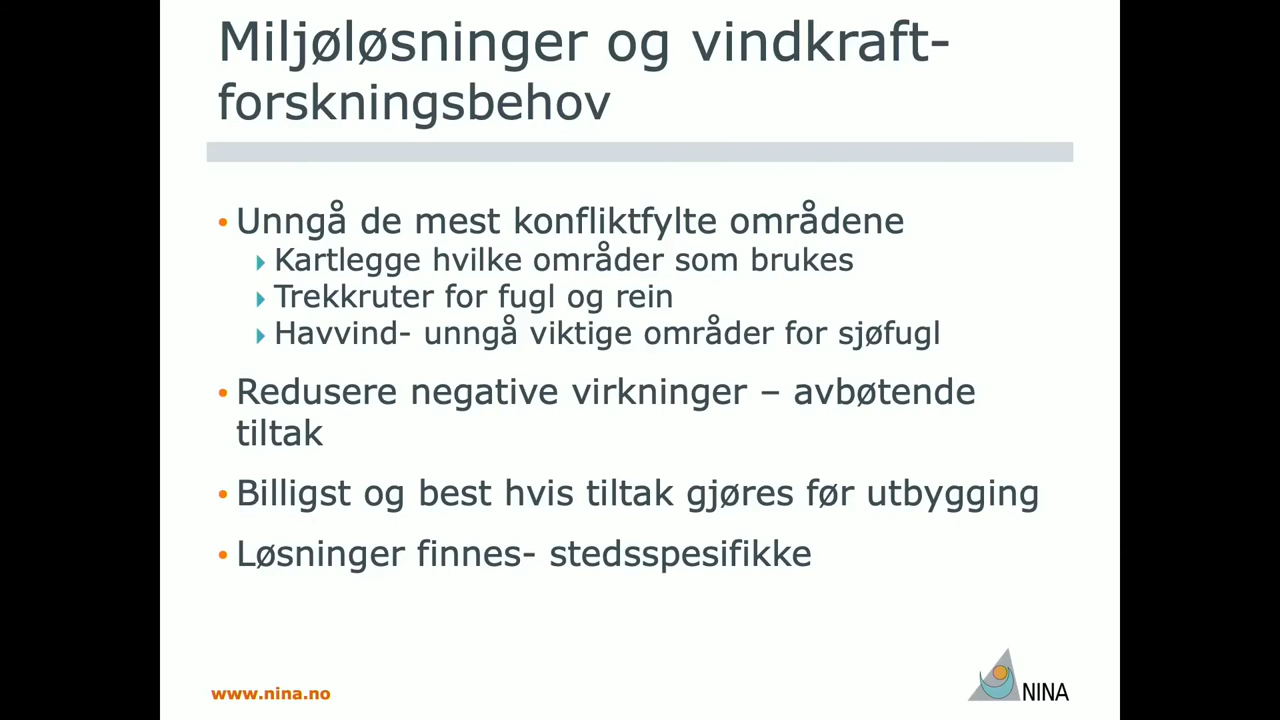 Miljøløsninger og vindkraft-
forskningsbehov
• Unngå de mest konfliktfylte områdene
Kartlegge hvilke områder som brukes
Trekkruter for fugl og rein
Havvind- unngå viktige områder for sjøfugl
• Redusere negative virkninger – avbøtende
tiltak
• Billigst og best hvis tiltak gjøres før utbygging
• Løsninger finnes- stedsspesifikke
www.nina.no
NINA